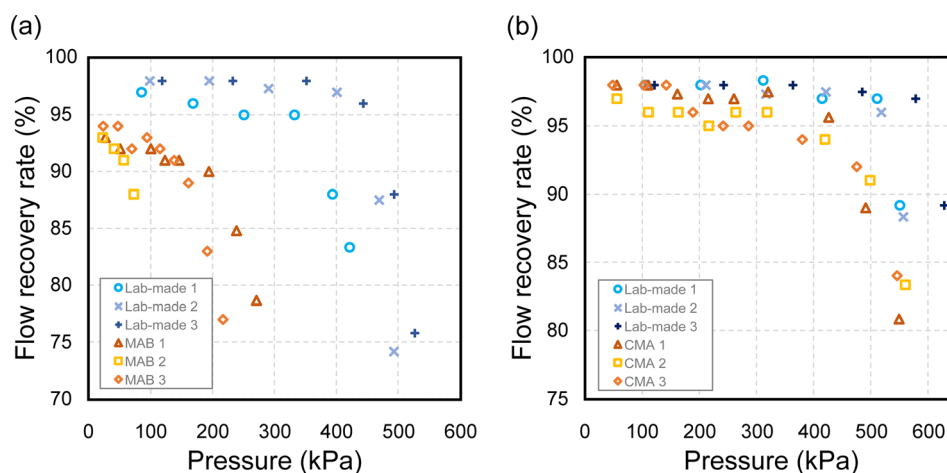 (a)
Flow recovery rate (%)
100
95
90
85
80
75
70
0 100 200 300 400 500 600
Pressure (kPa)
Lab-made 1
Lab-made 2
Lab-made 3
MAB 1
MAB 2
MAB 3
(b)
Flow recovery rate (%)
100
95
90
85
80
75
0 100 200 300 400 500 600
Pressure (kPa)
Lab-made 1
Lab-made 2
Lab-made 3
CMA 1
CMA 2
CMA 3